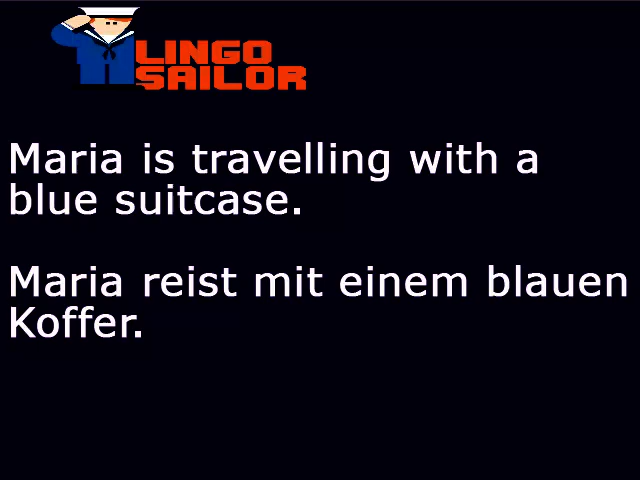 LINGO
SAILOR
Maria is travelling with a
blue suitcase.
Maria reist mit einem blauen
Koffer.